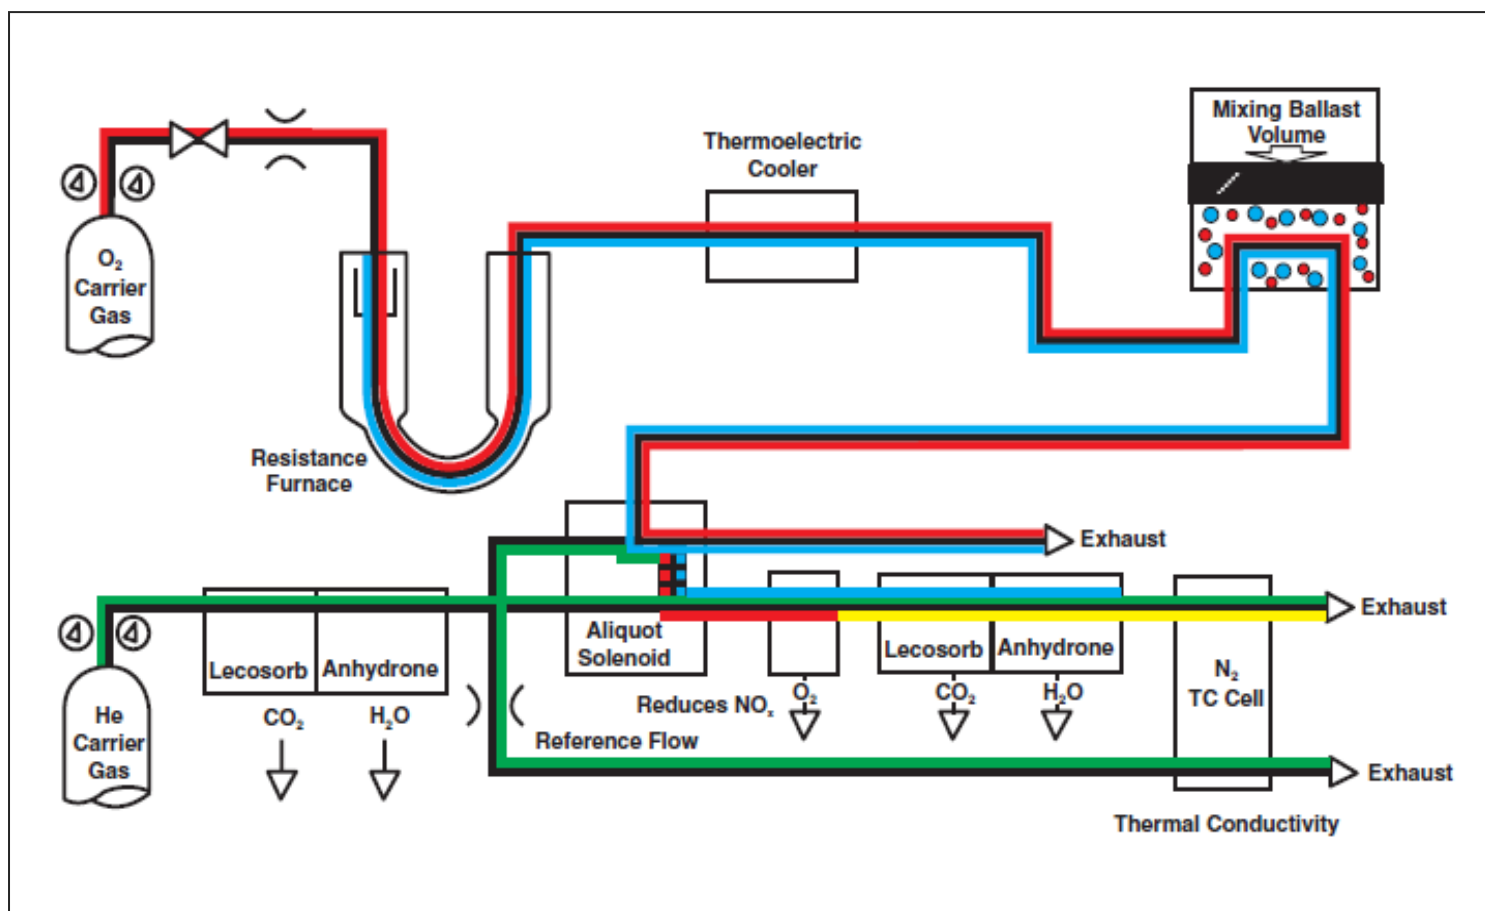 Mixing Ballast
Volume
Thermoelectric
Cooler
O₂
Carrier
Gas
Resistance
Furnace
Exhaust
Exhaust
Aliquot
Solenoid
Lecosorb
Anhydrone
Lecosorb
Anhydrone
N₂
TC Cell
CO₂
H₂O
Reduces NOₓ
O₂
CO₂
H₂O
He
Carrier
Gas
Reference Flow
Exhaust
Thermal Conductivity